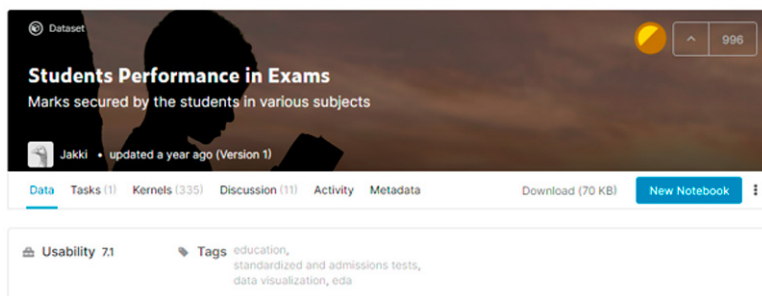 Dataset
996
Students Performance in Exams
Marks secured by the students in various subjects
Jakki • updated a year ago (Version 1)
Data Tasks (1) Kernels (335) Discussion (11) Activity Metadata Download (70 KB) New Notebook
Usability 7.1 Tags education,
standardized and admissions tests,
data visualization, eda